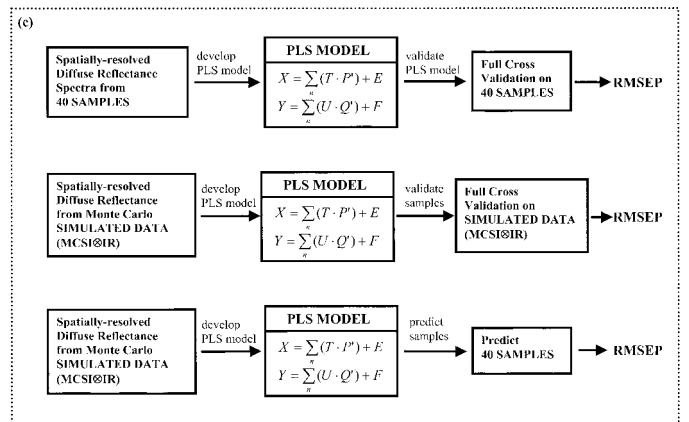 (c)
Spatially-resolved
Diffuse Reflectance
Spectra from
40 SAMPLES
develop
PLS model
PLS MODEL
X = ∑ (T · P') + E
n
Y = ∑ (U · Q') + F
n
validate
PLS model
Full Cross
Validation on
40 SAMPLES
RMSEP
Spatially-resolved
Diffuse Reflectance
from Monte Carlo
SIMULATED DATA
(MCSI⊗IR)
develop
PLS model
PLS MODEL
X = ∑ (T · P') + E
n
Y = ∑ (U · Q') + F
n
validate
samples
Full Cross
Validation on
SIMULATED DATA
(MCSI⊗IR)
RMSEP
Spatially-resolved
Diffuse Reflectance
from Monte Carlo
SIMULATED DATA
(MCSI⊗IR)
develop
PLS model
PLS MODEL
X = ∑ (T · P') + E
n
Y = ∑ (U · Q') + F
n
predict
samples
Predict
40 SAMPLES
RMSEP